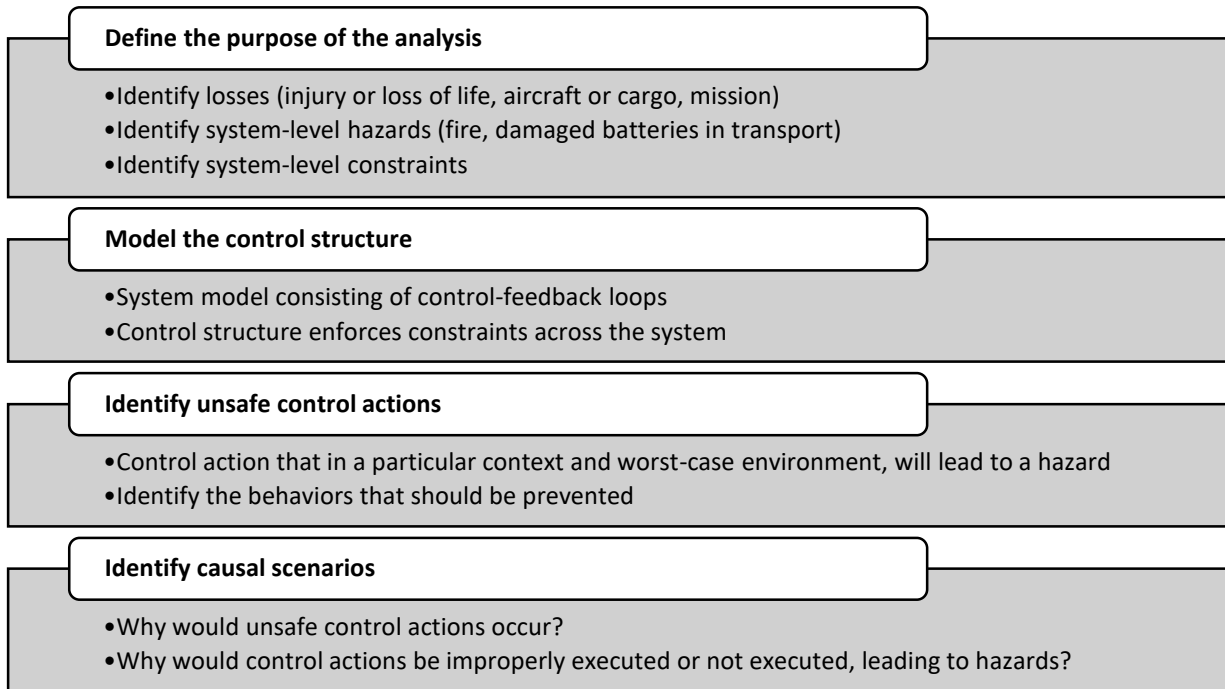 Define the purpose of the analysis
•Identify losses (injury or loss of life, aircraft or cargo, mission)
•Identify system-level hazards (fire, damaged batteries in transport)
•Identify system-level constraints
Model the control structure
•System model consisting of control-feedback loops
•Control structure enforces constraints across the system
Identify unsafe control actions
•Control action that in a particular context and worst-case environment, will lead to a hazard
•Identify the behaviors that should be prevented
Identify causal scenarios
•Why would unsafe control actions occur?
•Why would control actions be improperly executed or not executed, leading to hazards?